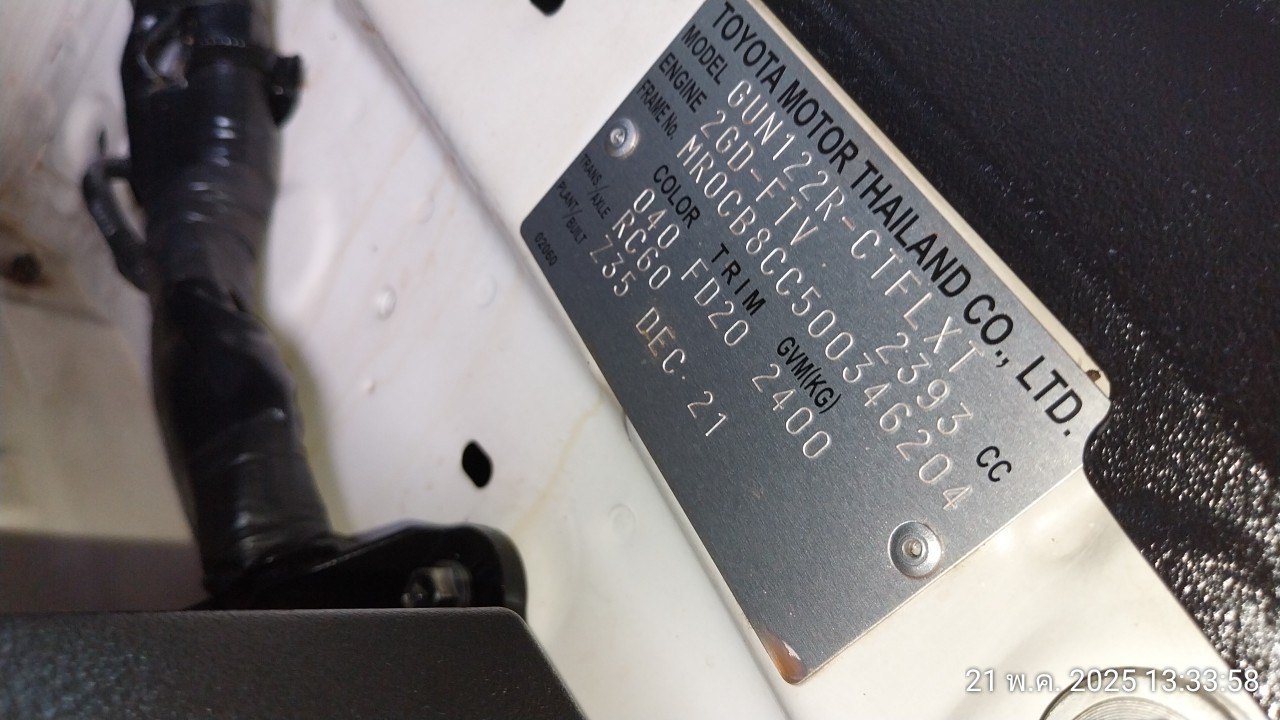 TOYOTA MOTOR THAILAND CO., LTD.
MODEL GUN122R-CTFLXT
ENGINE 2GD-FTV 2393 CC
FRAME No. MR0CB8CC500346204
COLOR TRIM GVM(KG)
040 FD20 2400
TRANS/AXLE RC60
PLANT/BUILT Z35 DEC. 21
02060
21 พ.ค. 2025 13:33:58